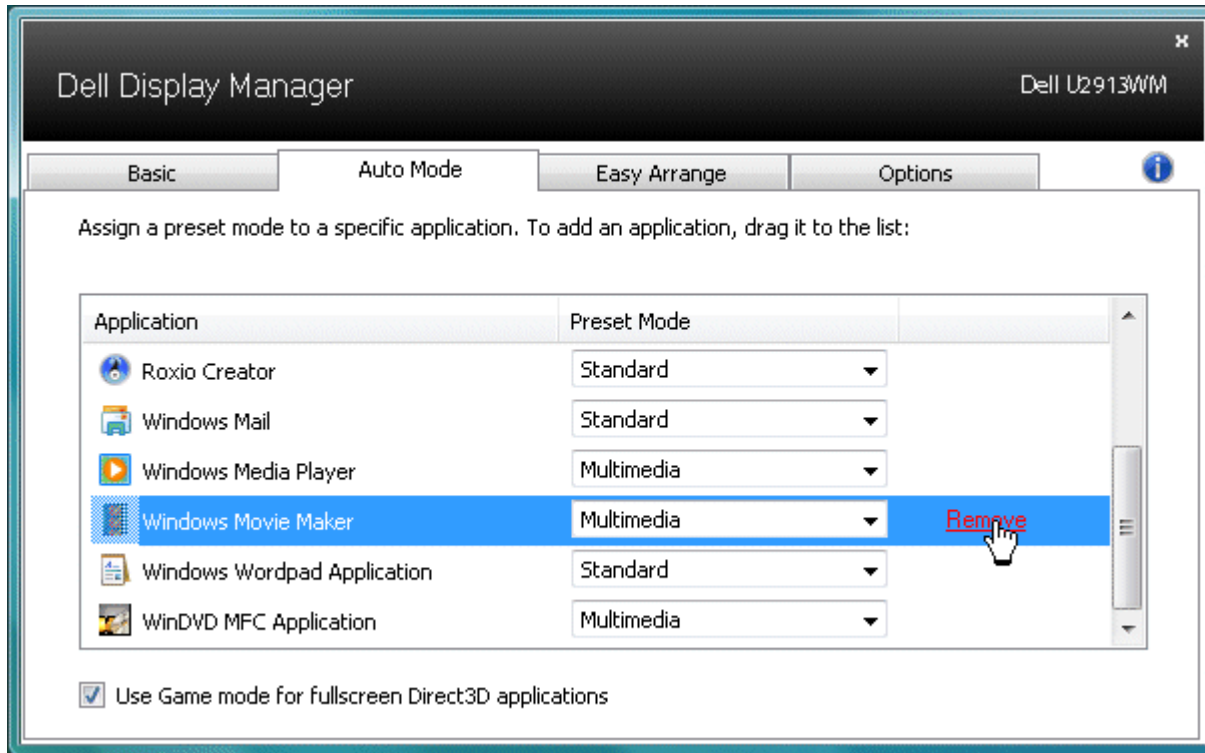 Dell Display Manager
Dell U2913WM
Basic
Auto Mode
Easy Arrange
Options
Assign a preset mode to a specific application. To add an application, drag it to the list:
Application
Preset Mode
Roxio Creator
Standard
Windows Mail
Standard
Windows Media Player
Multimedia
Windows Movie Maker
Multimedia
Remove
Windows Wordpad Application
Standard
WinDVD MFC Application
Multimedia
Use Game mode for fullscreen Direct3D applications